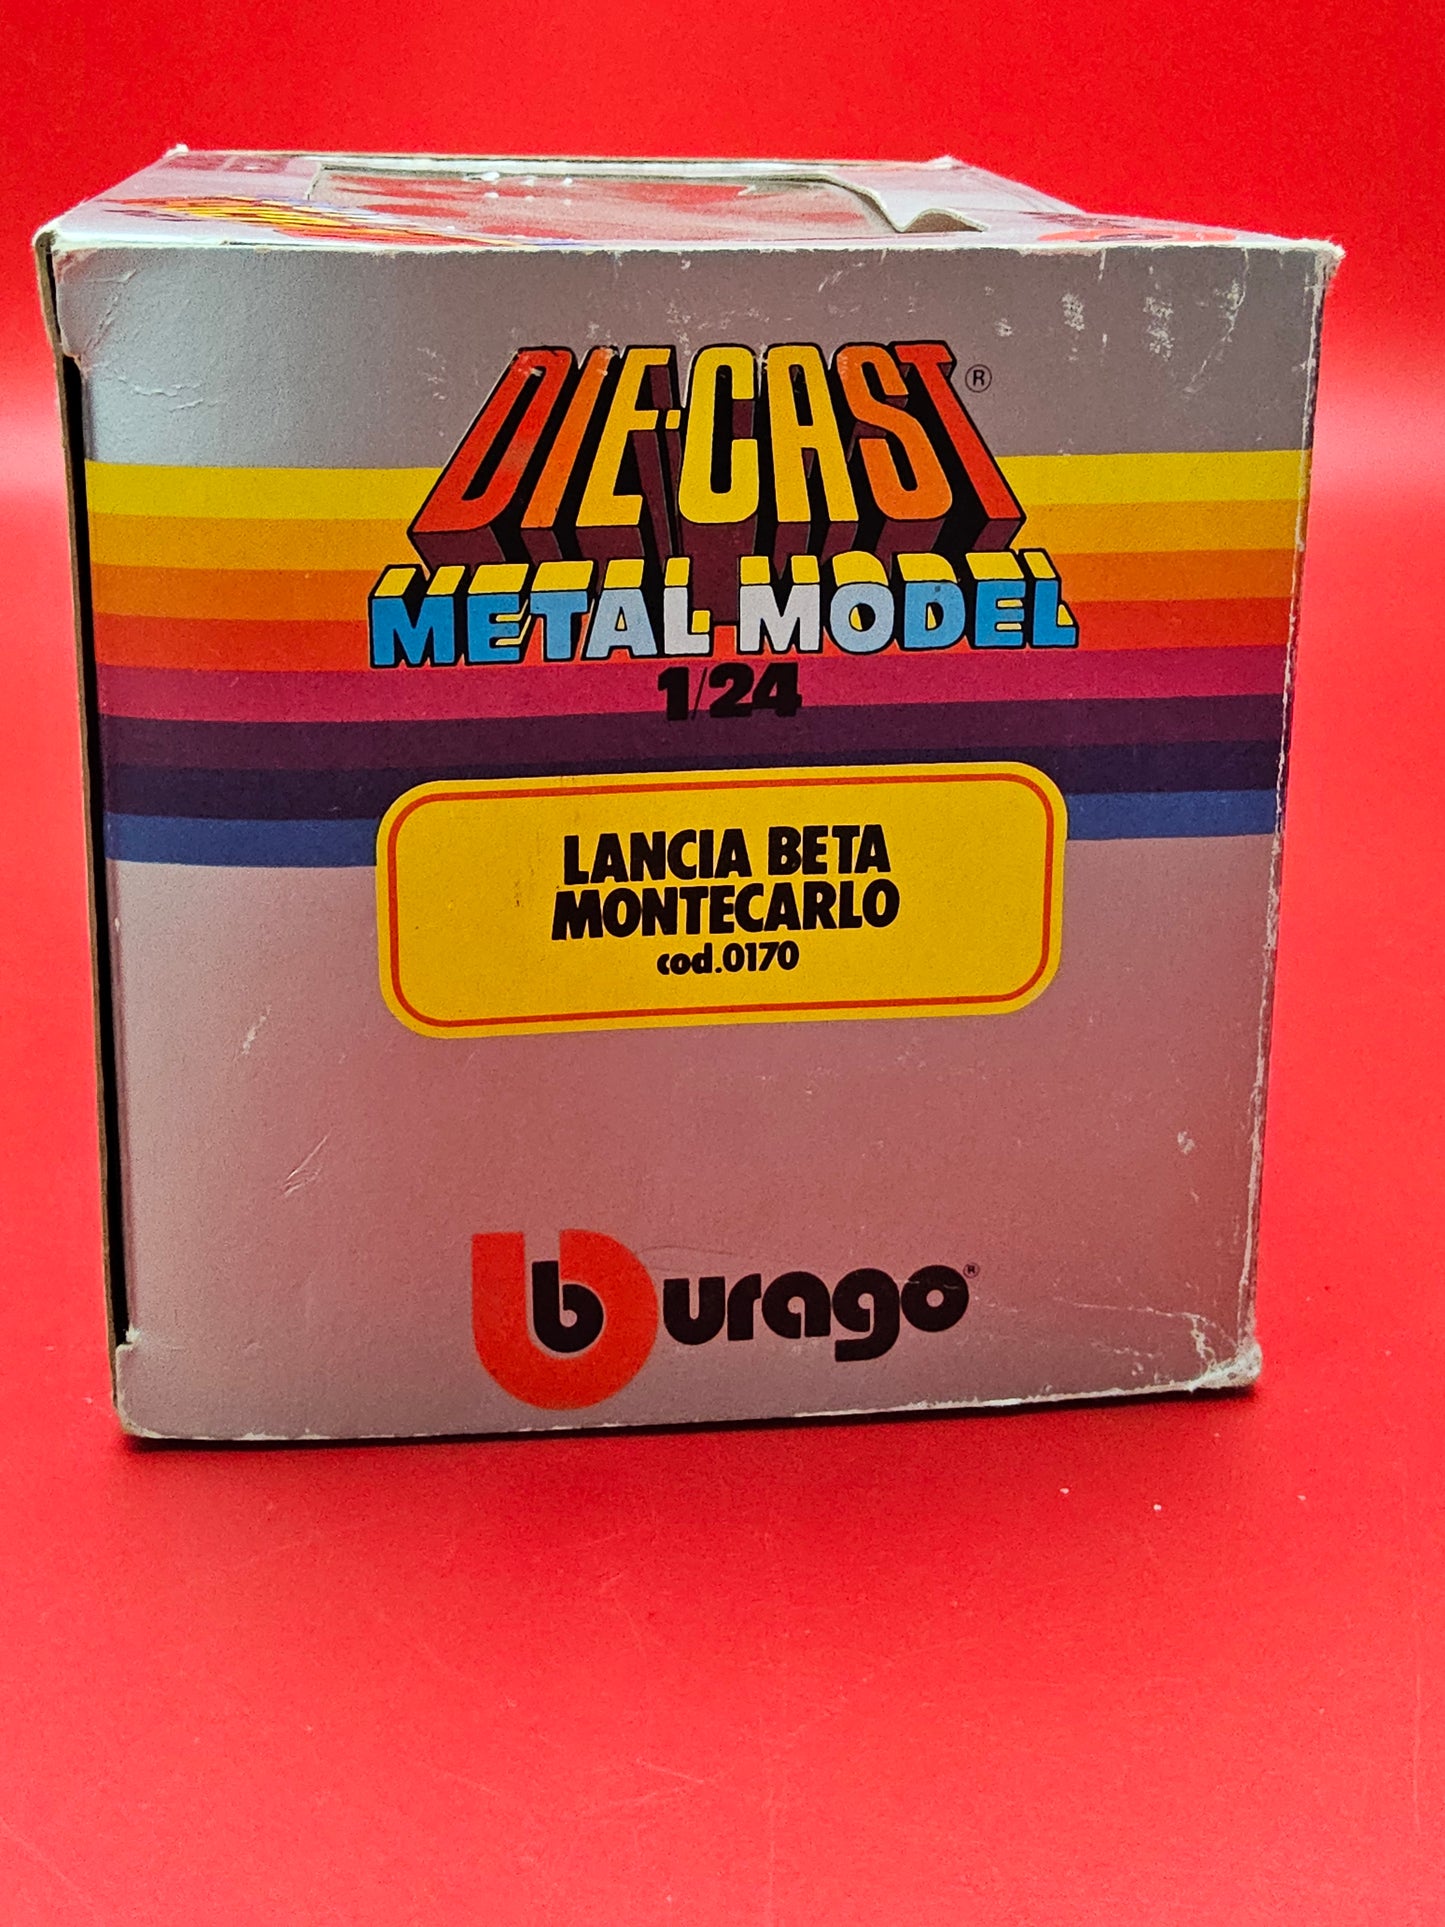 DIE-CAST®
METAL MODEL
1/24
LANCIA BETA
MONTECARLO
cod.0170
burago®